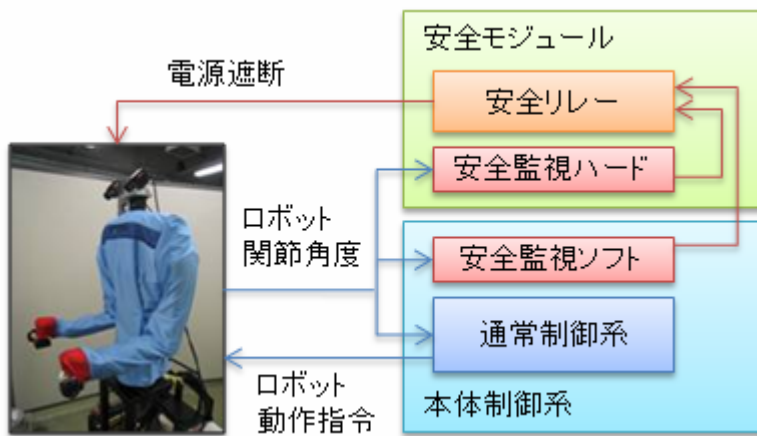 安全モジュール
電源遮断
安全リレー
安全監視ハード
ロボット
関節角度
安全監視ソフト
通常制御系
ロボット
動作指令
本体制御系